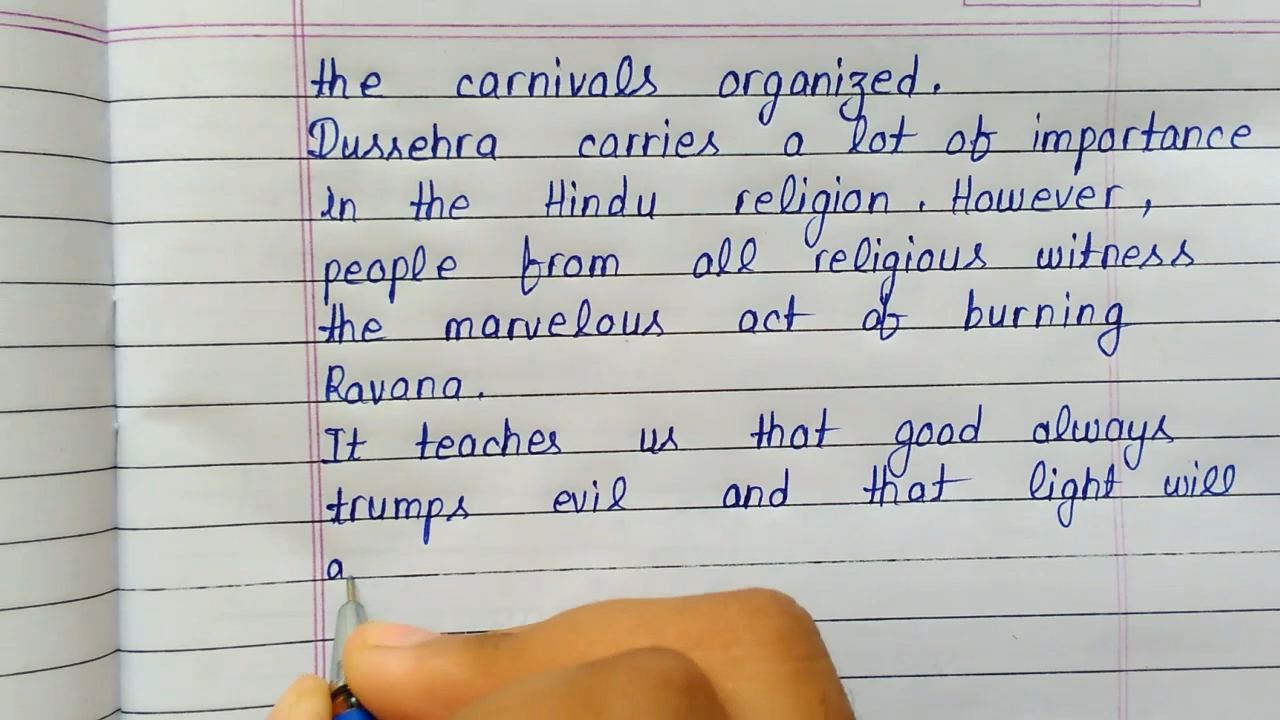 the carnivals organized.
Dussehra carries a lot of importance
in the Hindu religion. However,
people from all religious witness
the marvelous act of burning
Ravana.
It teaches us that good always
trumps evil and that light will
a